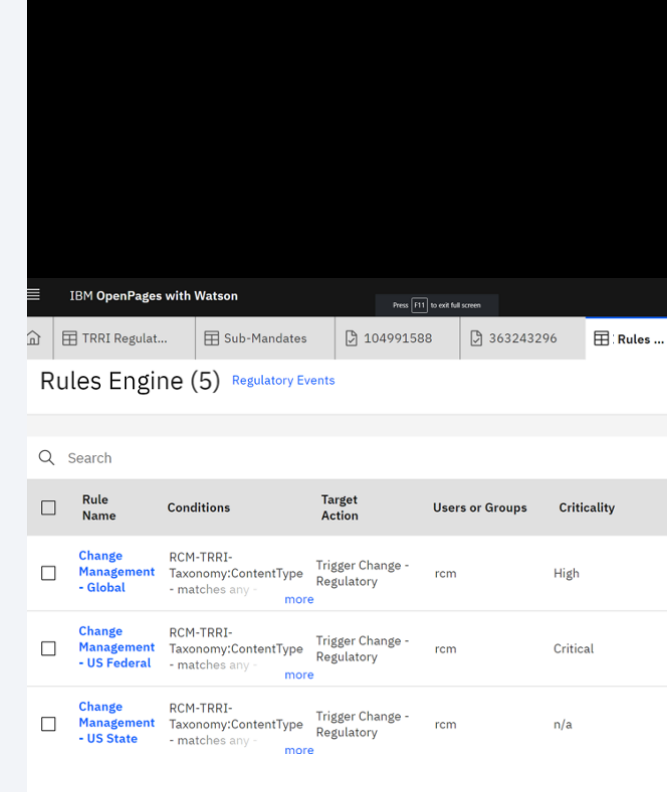 IBM OpenPages with Watson
Press F11 to exit full screen
TRRI Regulat... Sub-Mandates 104991588 363243296 Rules ...
Rules Engine (5) Regulatory Events
Search
Rule Name Conditions Target Action Users or Groups Criticality
Change Management - Global
RCM-TRRI-
Taxonomy:ContentType
- matches any -
more
Trigger Change -
Regulatory
rcm
High
Change Management - US Federal
RCM-TRRI-
Taxonomy:ContentType
- matches any -
more
Trigger Change -
Regulatory
rcm
Critical
Change Management - US State
RCM-TRRI-
Taxonomy:ContentType
- matches any -
more
Trigger Change -
Regulatory
rcm
n/a